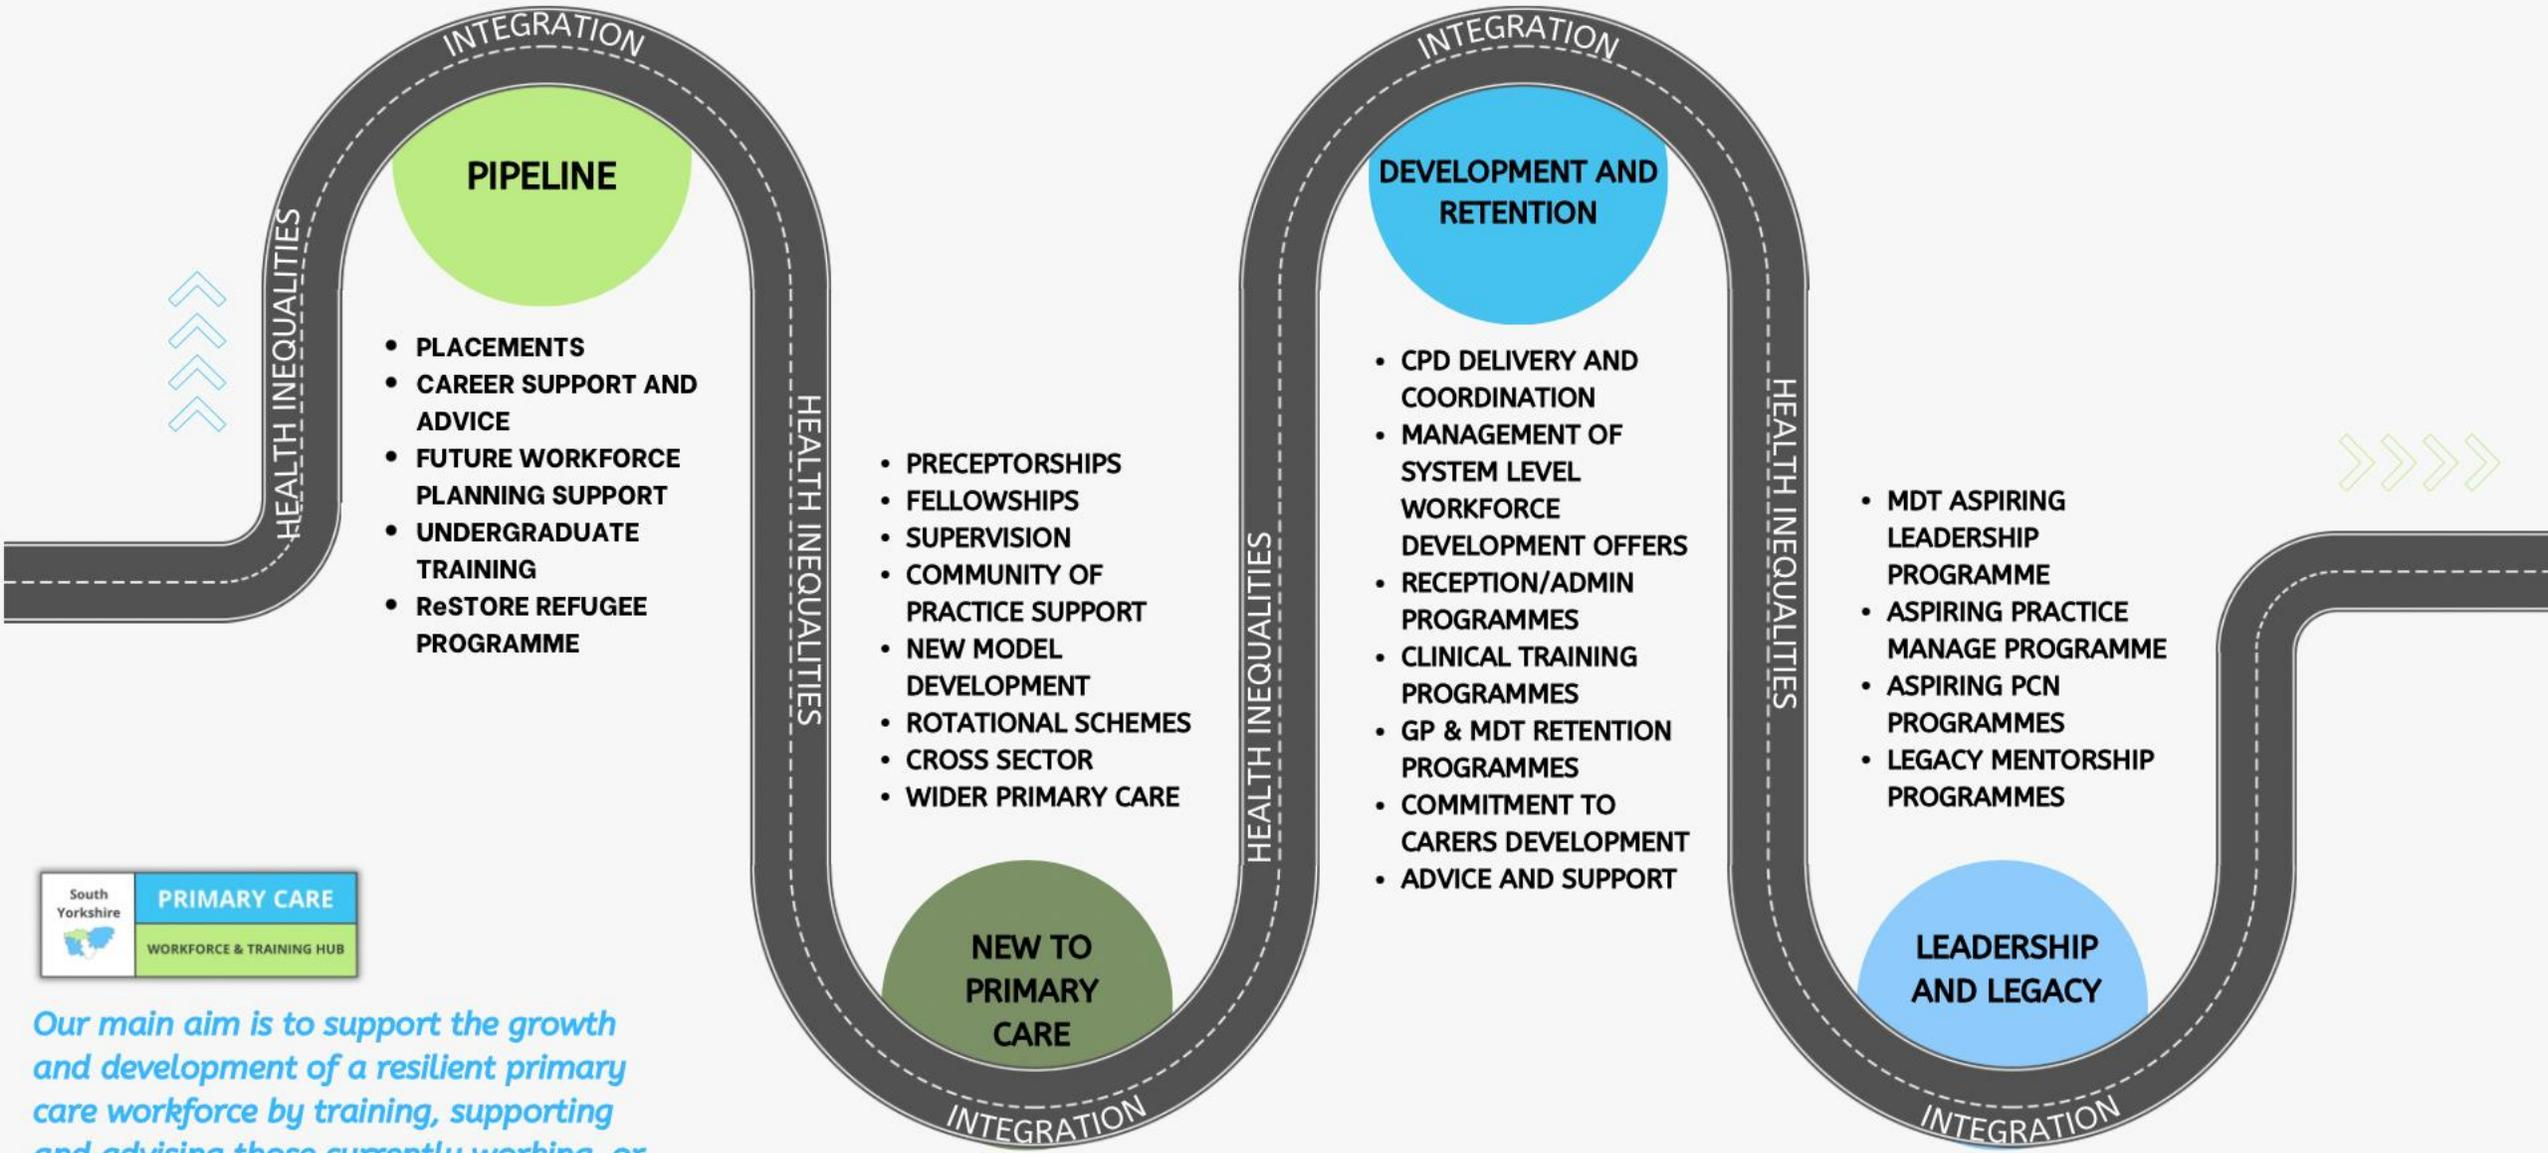 INTEGRATION
HEALTH INEQUALITIES
PIPELINE
• PLACEMENTS
• CAREER SUPPORT AND
ADVICE
• FUTURE WORKFORCE
PLANNING SUPPORT
• UNDERGRADUATE
TRAINING
• ReSTORE REFUGEE
PROGRAMME
HEALTH INEQUALITIES
• PRECEPTORSHIPS
• FELLOWSHIPS
• SUPERVISION
• COMMUNITY OF
PRACTICE SUPPORT
• NEW MODEL
DEVELOPMENT
• ROTATIONAL SCHEMES
• CROSS SECTOR
• WIDER PRIMARY CARE
NEW TO
PRIMARY
CARE
INTEGRATION
HEALTH INEQUALITIES
INTEGRATION
DEVELOPMENT AND
RETENTION
• CPD DELIVERY AND
COORDINATION
• MANAGEMENT OF
SYSTEM LEVEL
WORKFORCE
DEVELOPMENT OFFERS
• RECEPTION/ADMIN
PROGRAMMES
• CLINICAL TRAINING
PROGRAMMES
• GP & MDT RETENTION
PROGRAMMES
• COMMITMENT TO
CARERS DEVELOPMENT
• ADVICE AND SUPPORT
HEALTH INEQUALITIES
• MDT ASPIRING
LEADERSHIP
PROGRAMME
• ASPIRING PRACTICE
MANAGE PROGRAMME
• ASPIRING PCN
PROGRAMMES
• LEGACY MENTORSHIP
PROGRAMMES
LEADERSHIP
AND LEGACY
INTEGRATION
South
Yorkshire
PRIMARY CARE
WORKFORCE & TRAINING HUB
Our main aim is to support the growth
and development of a resilient primary
care workforce by training, supporting
and advising those currently working, or